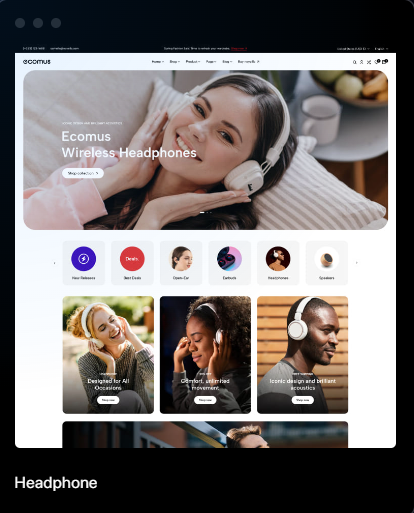 ecomus
Home Shop Product Page Blog Buy now
Ecomus
Wireless Headphones
Shop collection
New Releases
Deals
Best Deals
Open-Ear
Earbuds
Headphones
Speakers
Designed for All
Occasions
Shop now
Comfort, unlimited
movement
Shop now
Iconic design and brilliant
acoustics
Shop now
Headphone